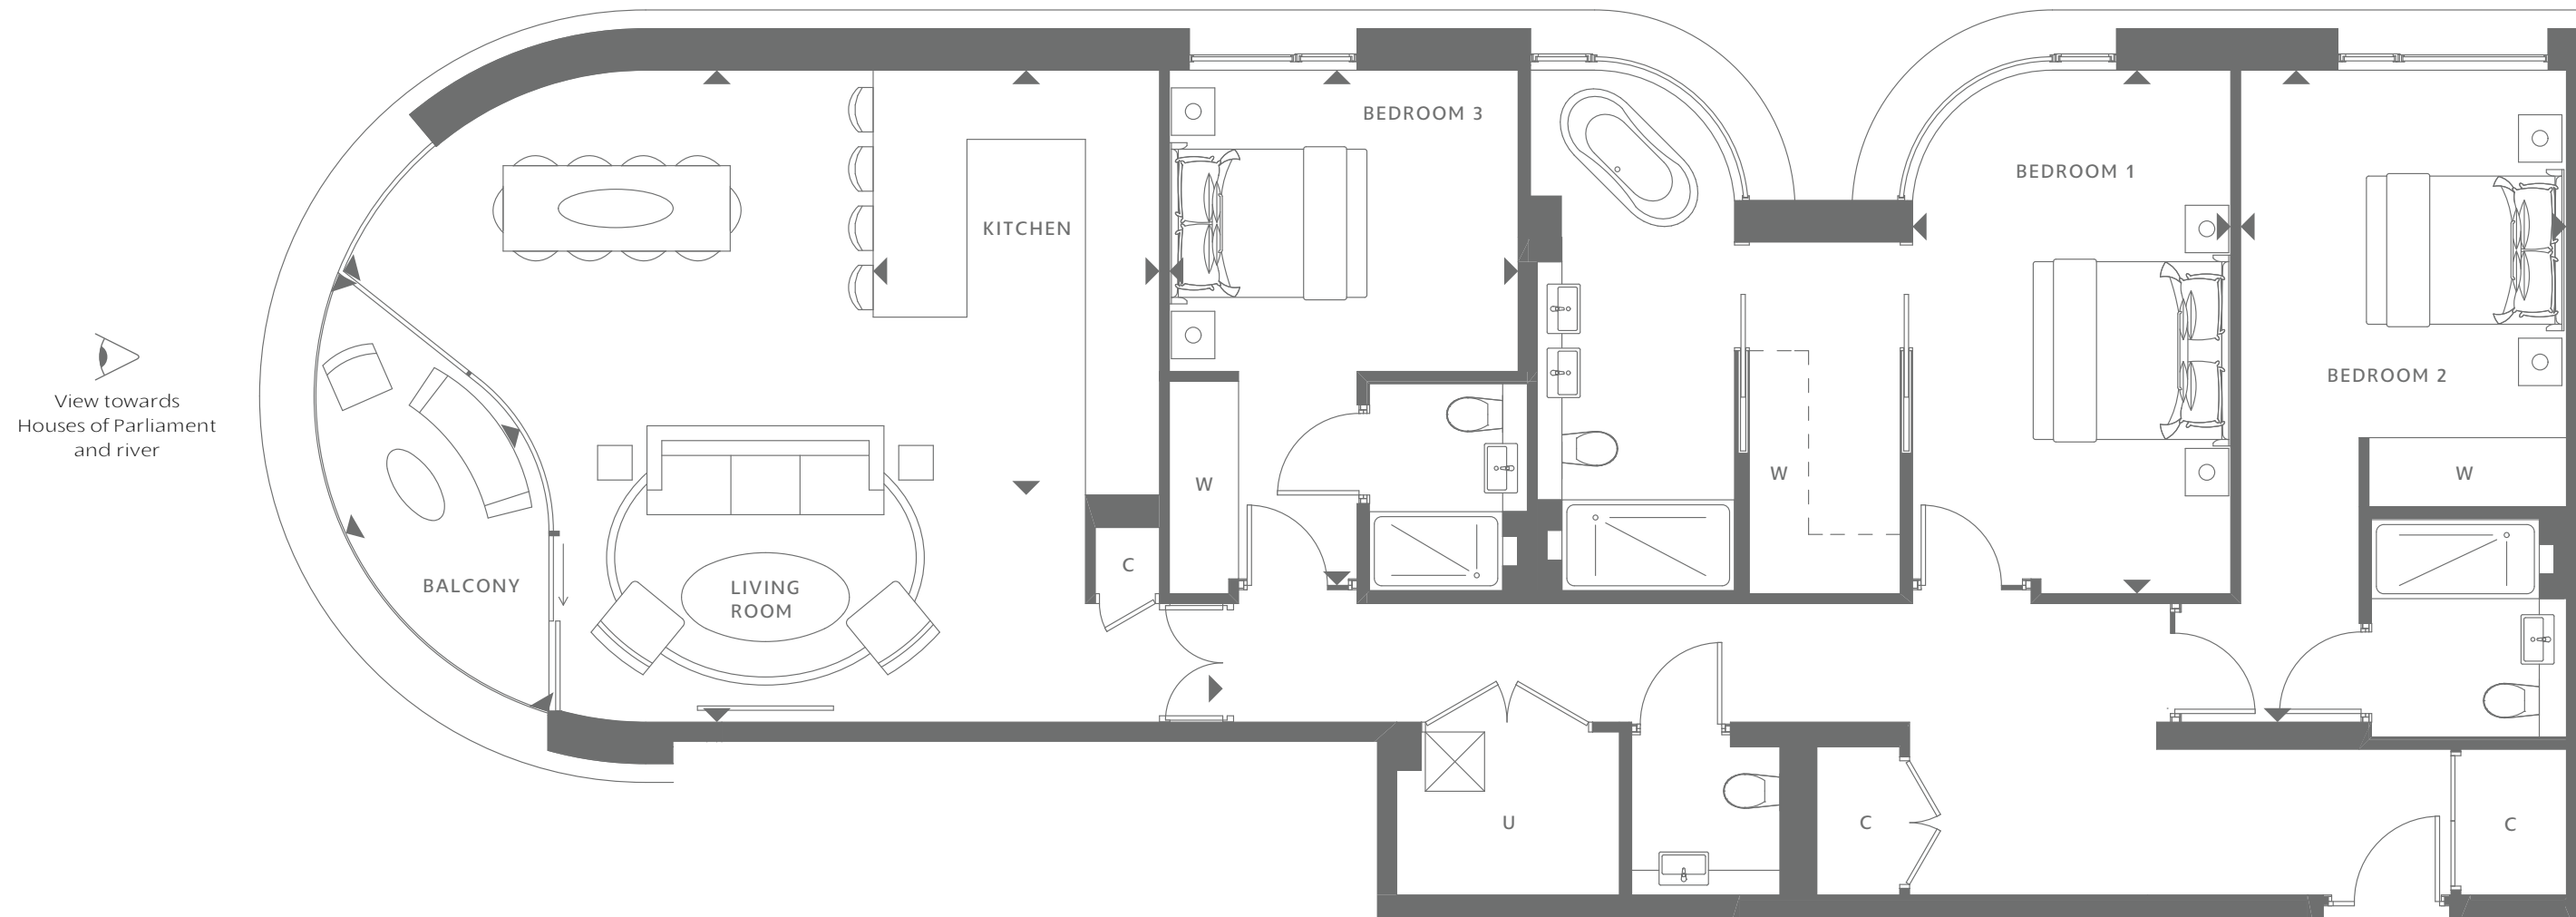 View towards
Houses of Parliament
and river
BALCONY
LIVING
ROOM
KITCHEN
C
W
BEDROOM 3
W
BEDROOM 1
BEDROOM 2
W
U
C
C